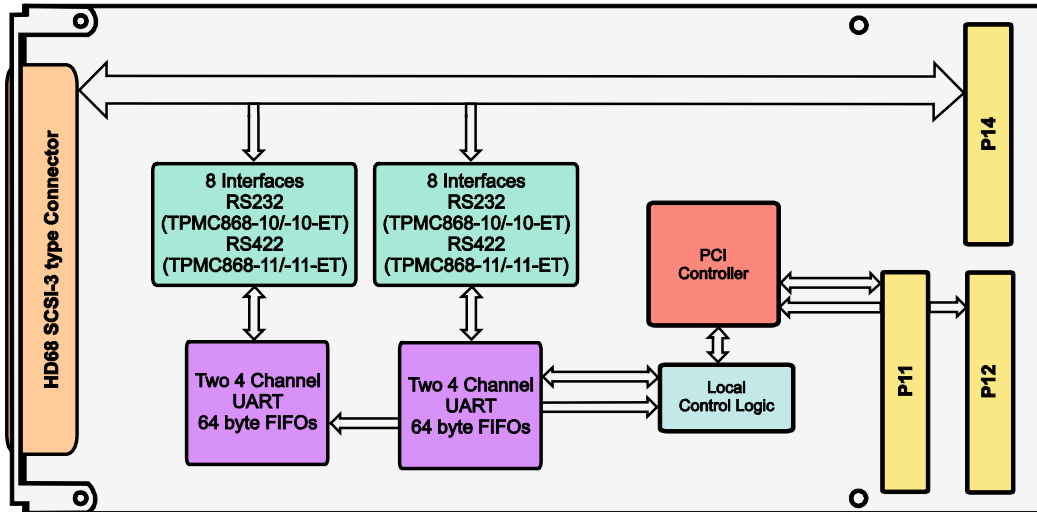 HD68 SCSI-3 type Connector
8 Interfaces
RS232
(TPMC868-10/-10-ET)
RS422
(TPMC868-11/-11-ET)
8 Interfaces
RS232
(TPMC868-10/-10-ET)
RS422
(TPMC868-11/-11-ET)
P14
PCI
Controller
Two 4 Channel
UART
64 byte FIFOs
Two 4 Channel
UART
64 byte FIFOs
Local
Control Logic
P11
P12